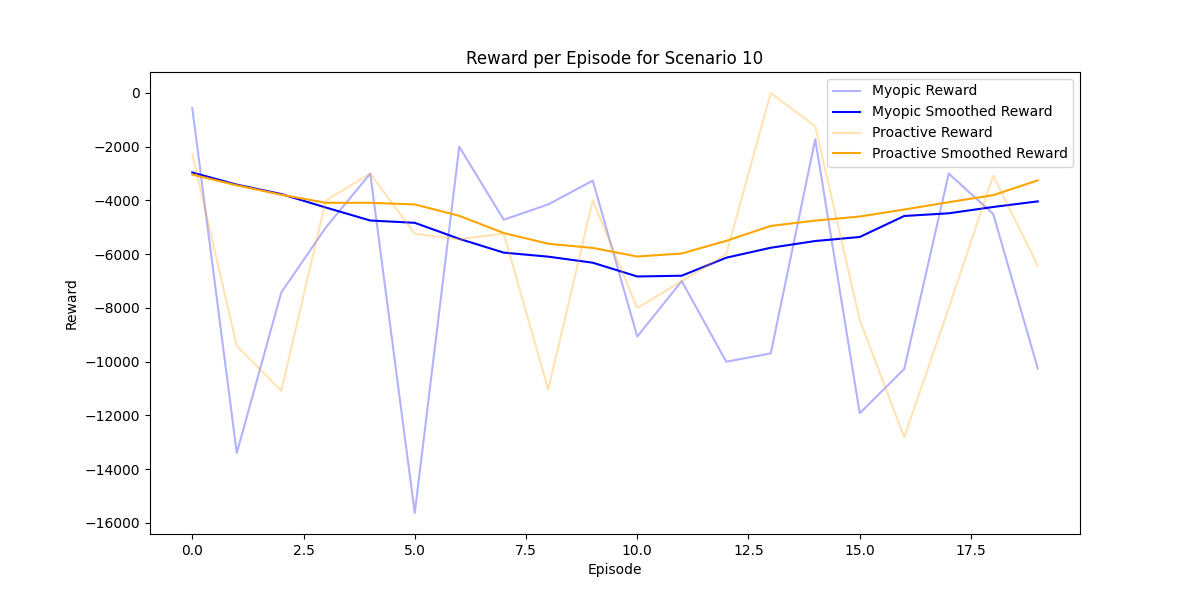 Reward per Episode for Scenario 10
Myopic Reward
Myopic Smoothed Reward
Proactive Reward
Proactive Smoothed Reward
Reward
0
−2000
−4000
−6000
−8000
−10000
−12000
−14000
−16000
0.0
2.5
5.0
7.5
10.0
12.5
15.0
17.5
Episode